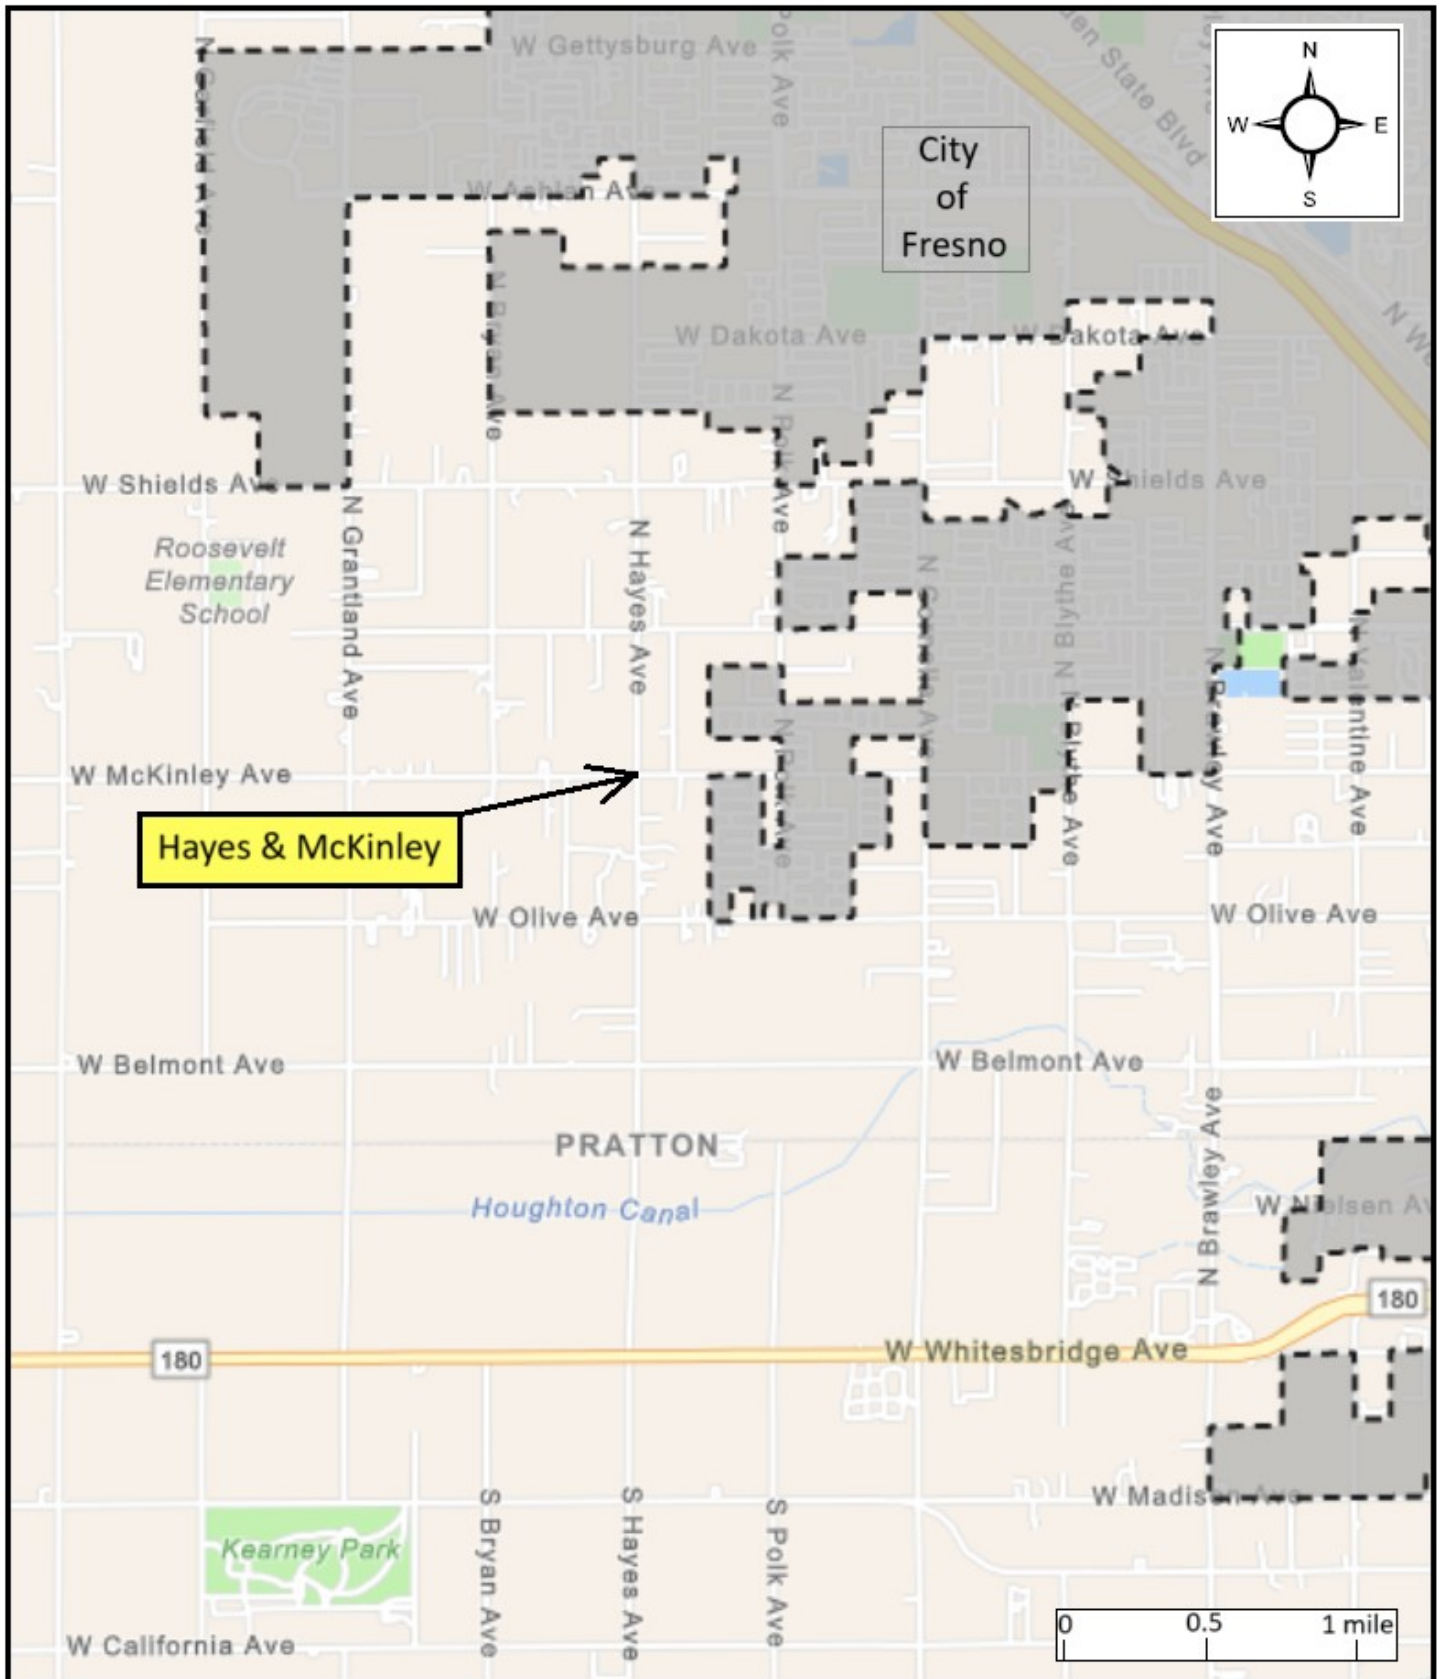 W Gettysburg Ave
Polk Ave
State Blvd
N
W
E
S
N Garfield Ave
City
of
Fresno
W Ashlan Ave
N Bryan Ave
W Dakota Ave
W Dakota Ave
N Polk Ave
W Shields Ave
W Shields Ave
Roosevelt
Elementary
School
N Grantland Ave
N Hayes Ave
N Blythe Ave
N Blythe Ave
N Valentine Ave
N Brawley Ave
N Polk Ave
W McKinley Ave
Hayes & McKinley
W Olive Ave
W Olive Ave
W Belmont Ave
W Belmont Ave
PRATTON
Houghton Canal
N Brawley Ave
W Nielsen Av
180
W Whitesbridge Ave
180
W Madison Ave
S Bryan Ave
S Hayes Ave
S Polk Ave
Kearney Park
W California Ave
0
0.5
1 mile